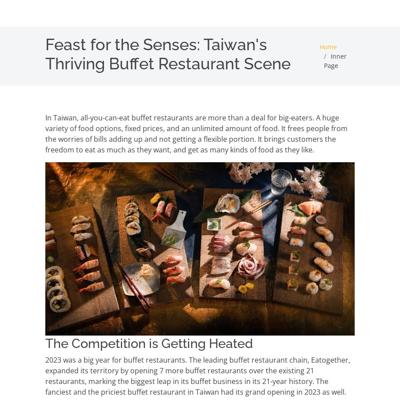 Feast for the Senses: Taiwan's
Thriving Buffet Restaurant Scene
Home
/ Inner
Page
In Taiwan, all-you-can-eat buffet restaurants are more than a deal for big-eaters. A huge
variety of food options, fixed prices, and an unlimited amount of food. It frees people from
the worries of bills adding up and not getting a flexible portion. It brings customers the
freedom to eat as much as they want, and get as many kinds of food as they like.
The Competition is Getting Heated
2023 was a big year for buffet restaurants. The leading buffet restaurant chain, Eatogether,
expanded its territory by opening 7 more buffet restaurants over the existing 21
restaurants, marking the biggest leap in its buffet business in its 21-year history. The
fanciest and the priciest buffet restaurant in Taiwan had its grand opening in 2023 as well.